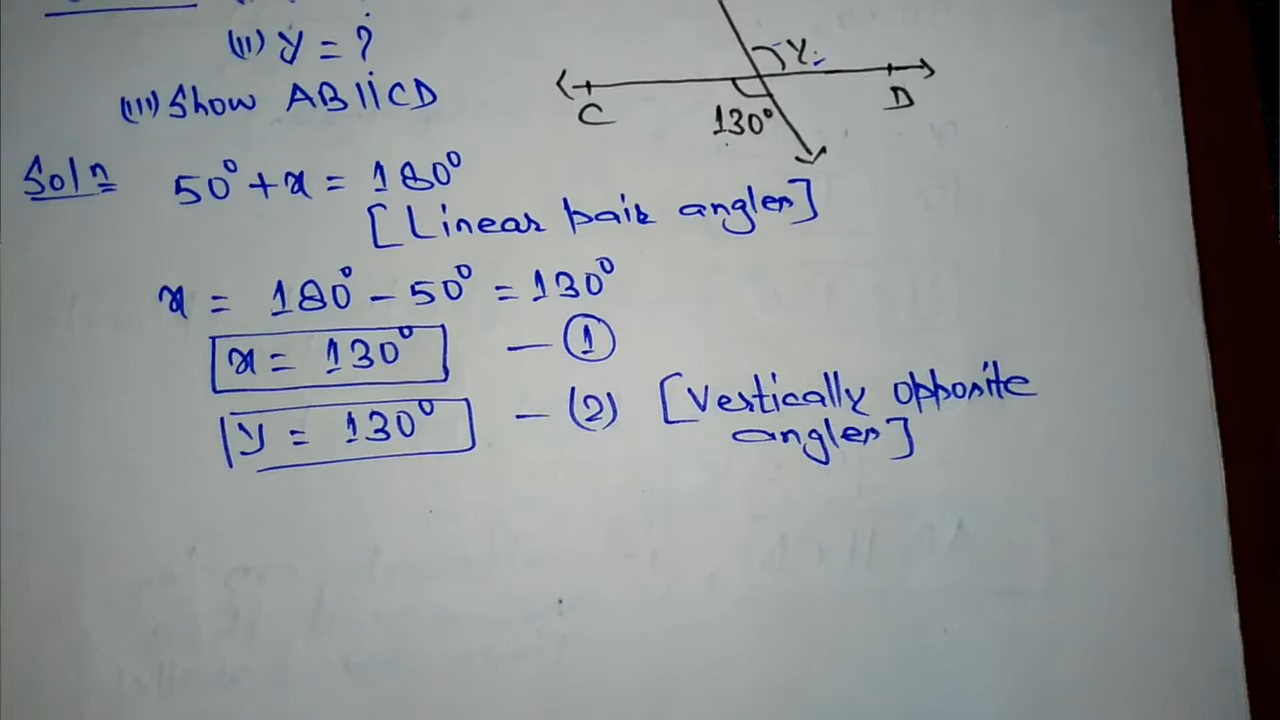 (ii) y = ?
(iii) Show AB || CD
Y
C
D
130°
Soln 50° + x = 180°
[Linear pair angles]
x = 180° - 50° = 130°
x = 130° — 1
y = 130° — (2) [Vertically opposite
angles]